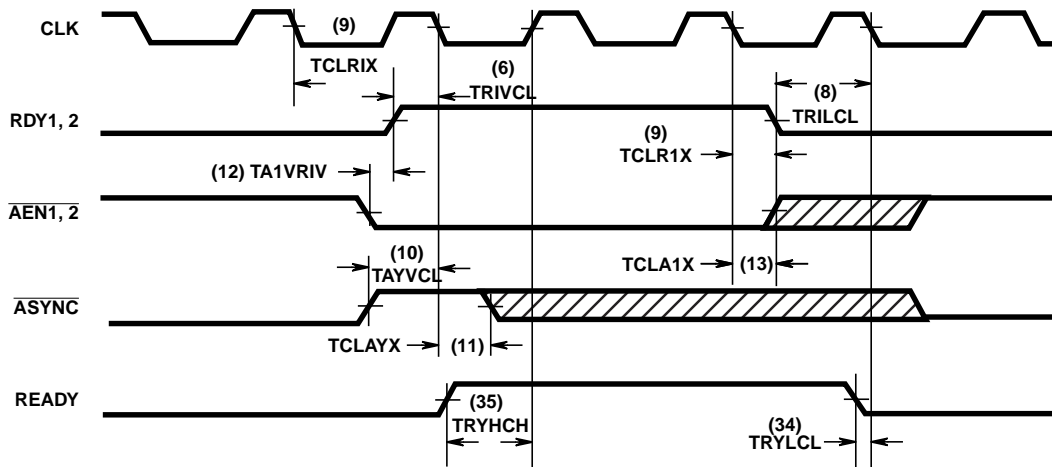 CLK
(9)
TCLRIX
(6)
TRIVCL
(8)
TRILCL
RDY1, 2
(9)
TCLR1X
(12) TA1VRIV
AEN1, 2
(10)
TAYVCL
TCLA1X (13)
ASYNC
TCLAYX (11)
READY
(35)
TRYHCH
(34)
TRYLCL